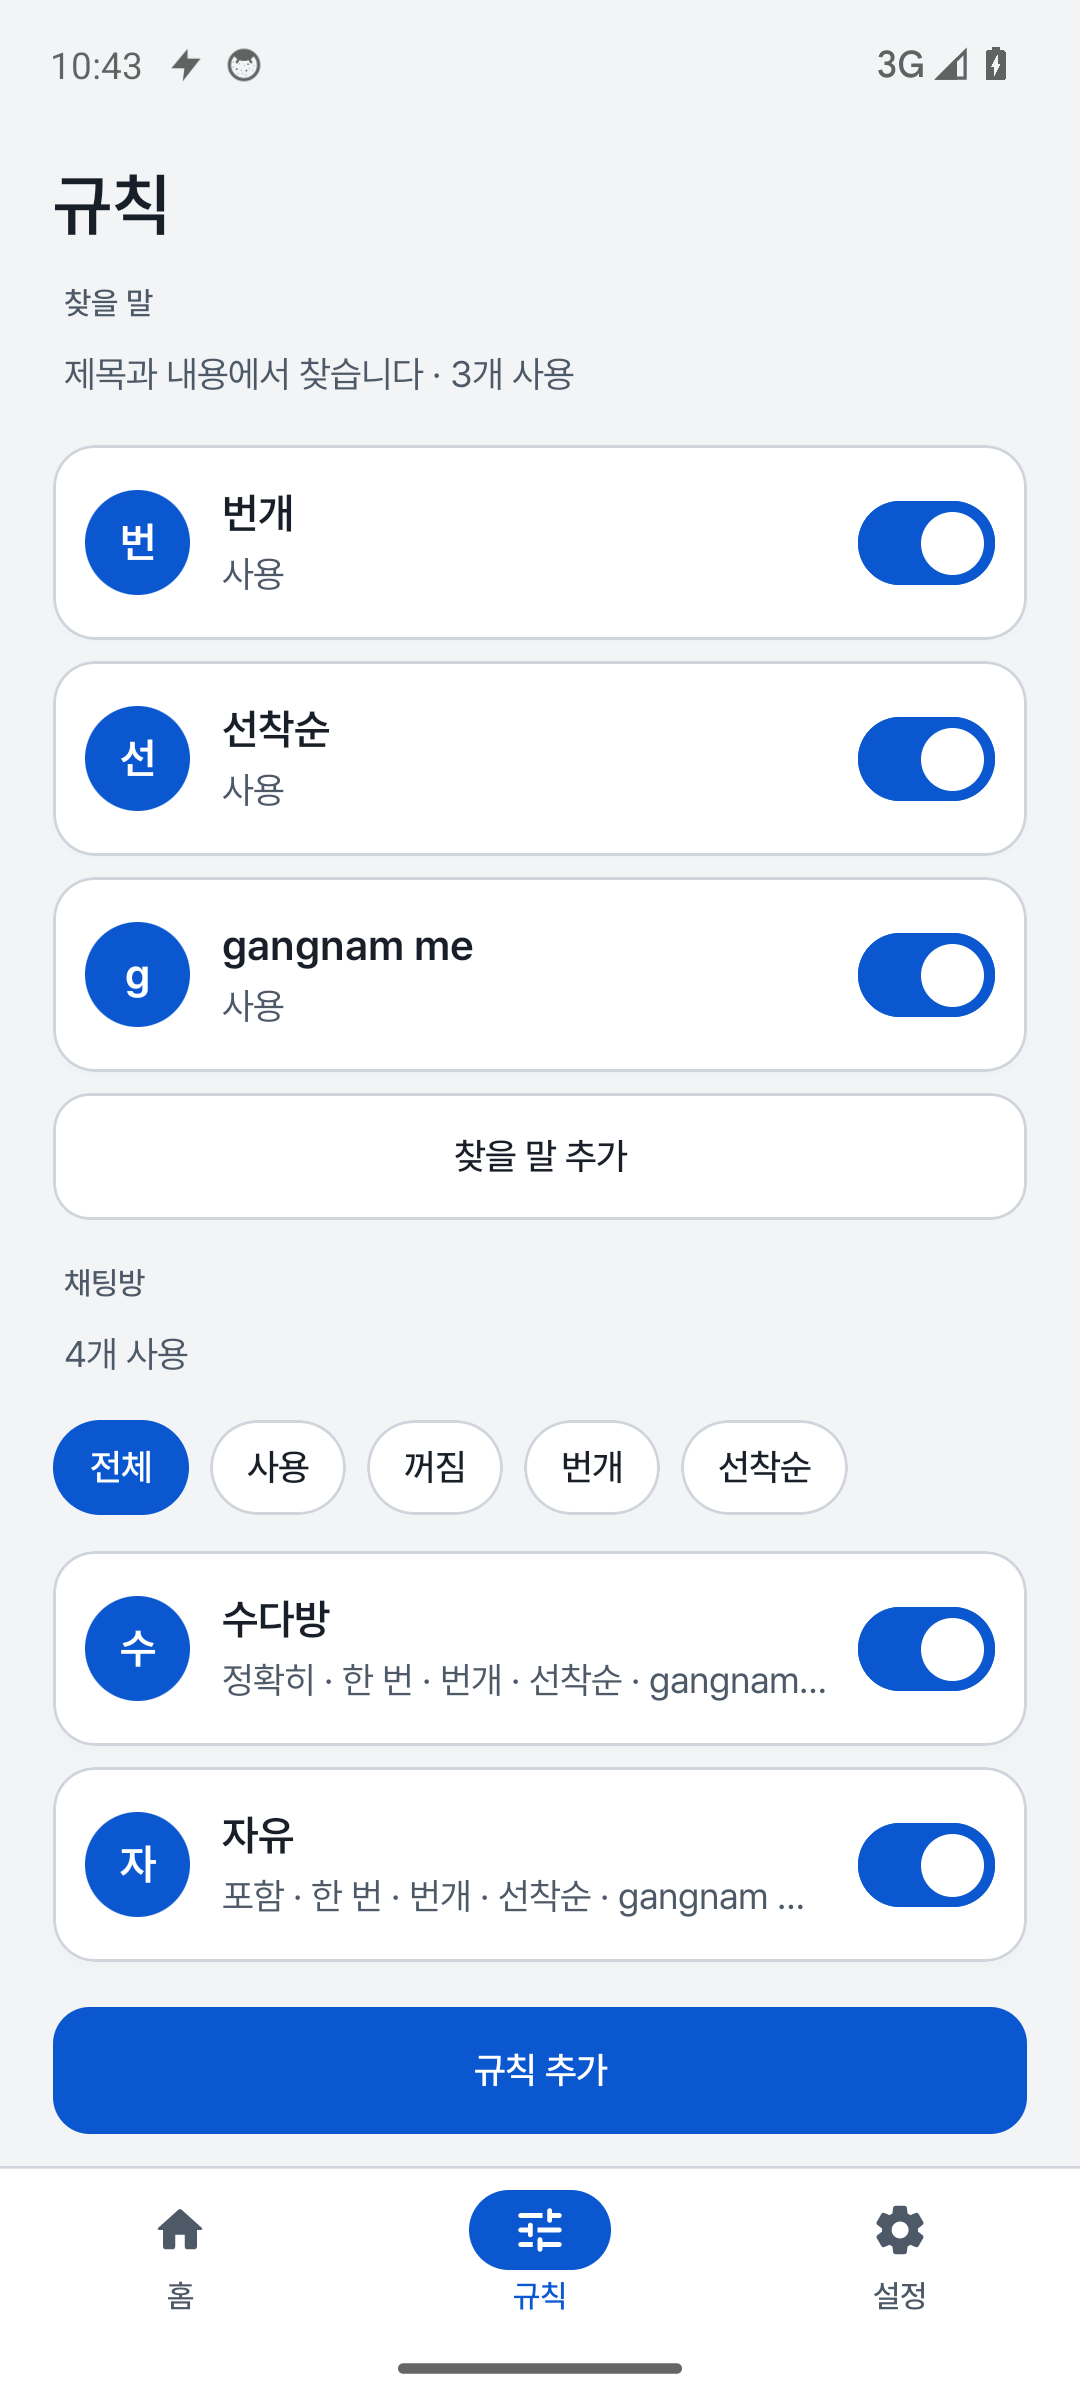 10:43
3G
규칙
찾을 말
제목과 내용에서 찾습니다 · 3개 사용
번
번개
사용
선
선착순
사용
g
gangnam me
사용
찾을 말 추가
채팅방
4개 사용
전체
사용
꺼짐
번개
선착순
수
수다방
정확히 · 한 번 · 번개 · 선착순 · gangnam...
자
자유
포함 · 한 번 · 번개 · 선착순 · gangnam ...
규칙 추가
홈
규칙
설정